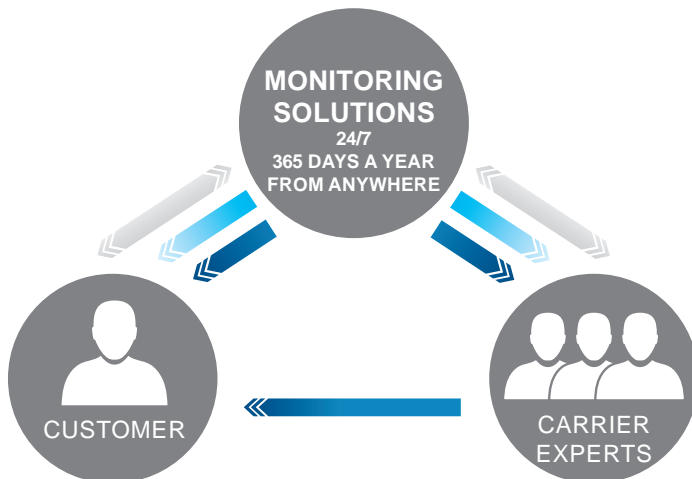 MONITORING
SOLUTIONS
24/7
365 DAYS A YEAR
FROM ANYWHERE
CUSTOMER
CARRIER
EXPERTS